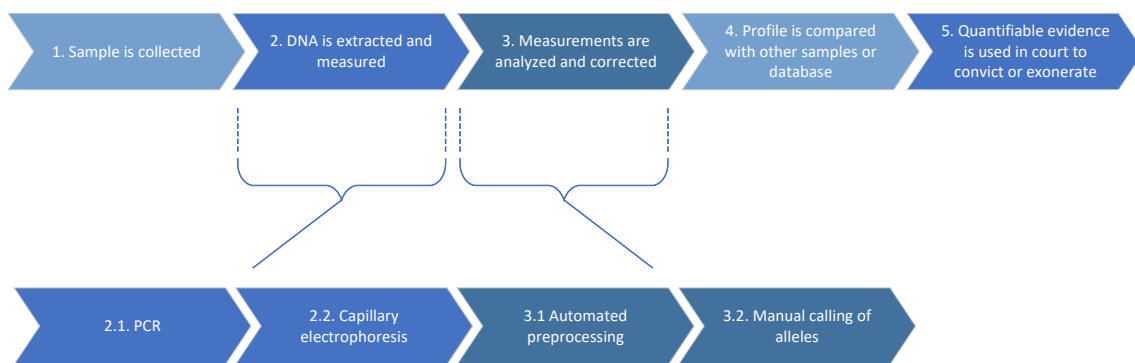 1. Sample is collected
2. DNA is extracted and
measured
3. Measurements are
analyzed and corrected
4. Profile is compared
with other samples or
database
5. Quantifiable evidence
is used in court to
convict or exonerate
2.1. PCR
2.2. Capillary
electrophoresis
3.1 Automated
preprocessing
3.2. Manual calling of
alleles